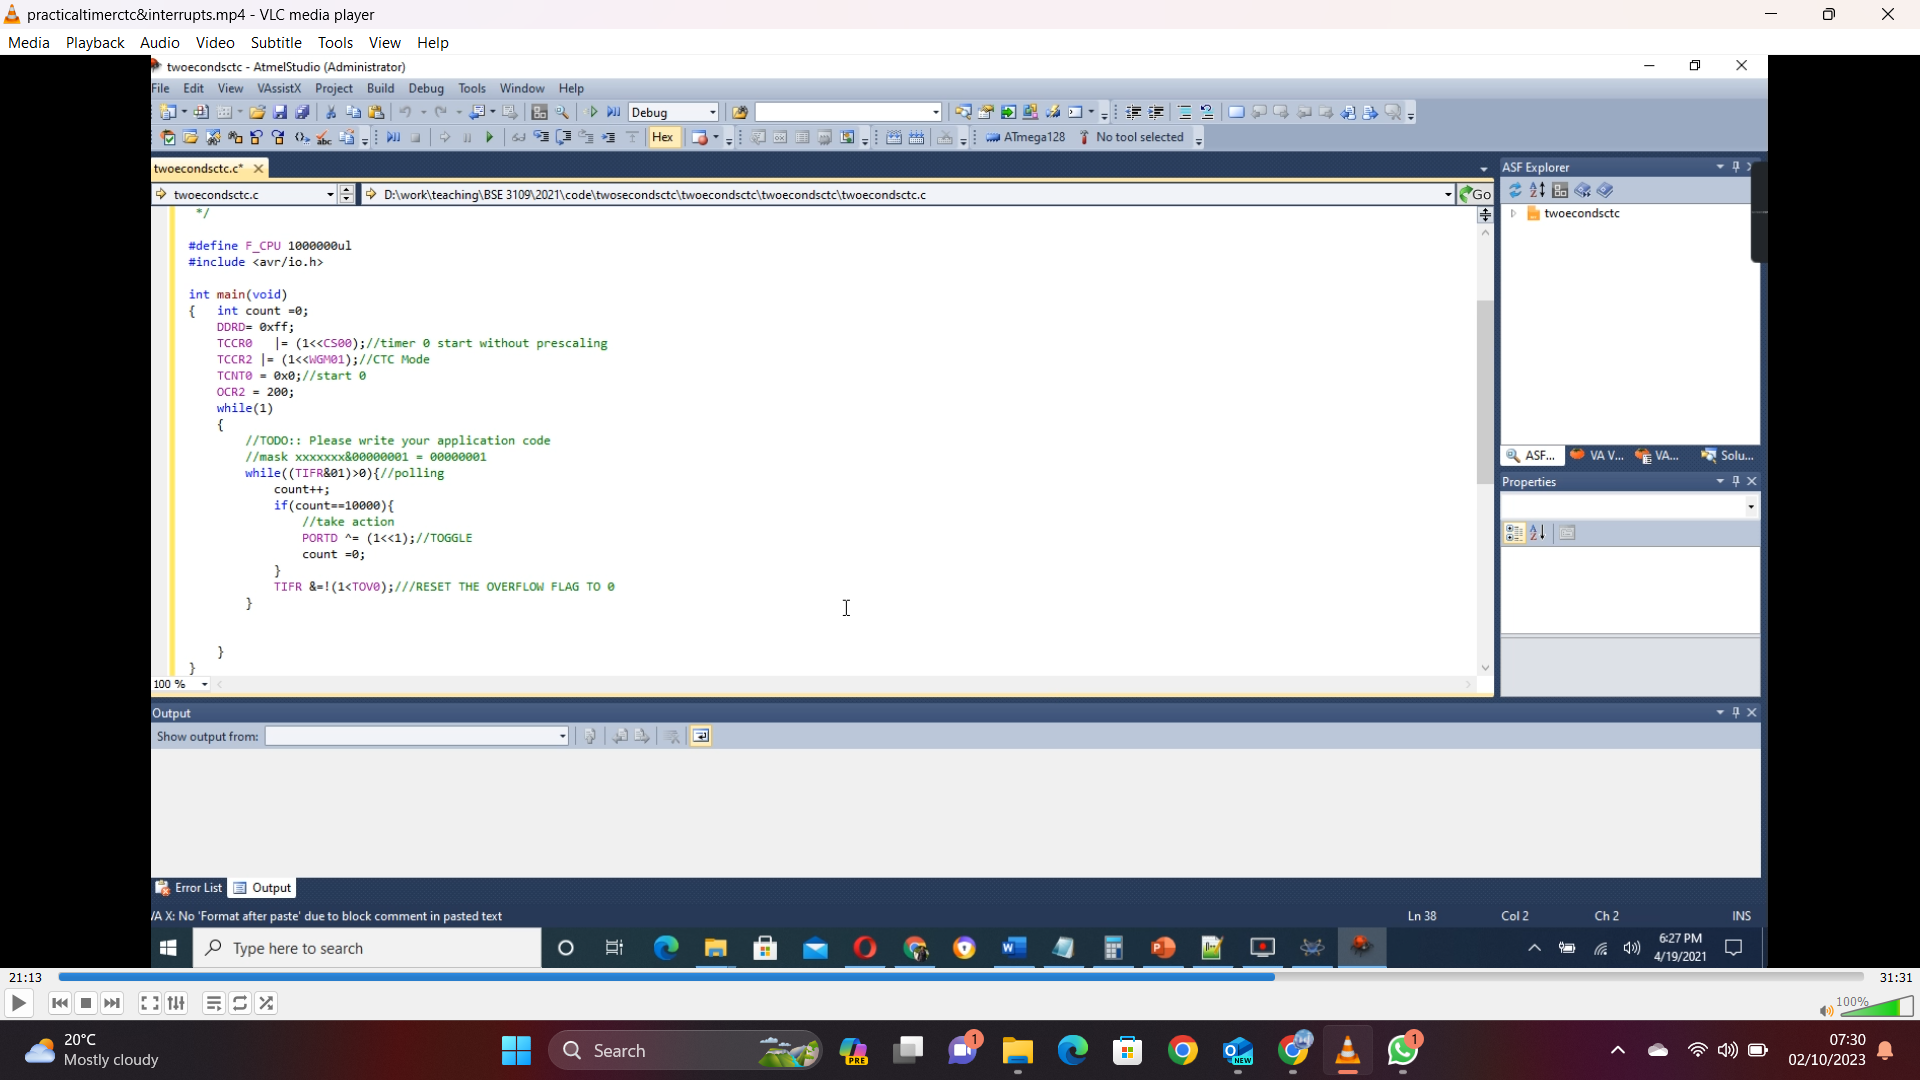 practicaltimerctc&interrupts.mp4 - VLC media player
Media Playback Audio Video Subtitle Tools View Help
twoecondsctc - AtmelStudio (Administrator)
File Edit View VAssistX Project Build Debug Tools Window Help
Debug
Hex ATmega128 No tool selected
twoecondsctc.c*
twoecondsctc.c D:\work\teaching\BSE 3109\2021\code\twosecondsctc\twoecondsctc\twoecondsctc\twoecondsctc.c Go
*/
#define F_CPU 1000000ul
#include <avr/io.h>
int main(void)
{ int count =0;
DDRD= 0xff;
TCCR0 |= (1<<CS00);//timer 0 start without prescaling
TCCR2 |= (1<<WGM01);//CTC Mode
TCNT0 = 0x0;//start 0
OCR2 = 200;
while(1)
{
//TODO:: Please write your application code
//mask xxxxxxx&00000001 = 00000001
while((TIFR&01)>0){//polling
count++;
if(count==10000){
//take action
PORTD ^= (1<<1);//TOGGLE
count =0;
}
TIFR &=!(1<TOV0);///RESET THE OVERFLOW FLAG TO 0
}
}
}
100 %
ASF Explorer
twoecondsctc
ASF... VA V... VA... Solu...
Properties
Output
Show output from:
Error List Output
VA X: No 'Format after paste' due to block comment in pasted text Ln 38 Col 2 Ch 2 INS
Type here to search
6:27 PM
4/19/2021
21:13 31:31
100%
20°C
Mostly cloudy
Search
PRE
1
NEW
1
07:30
02/10/2023